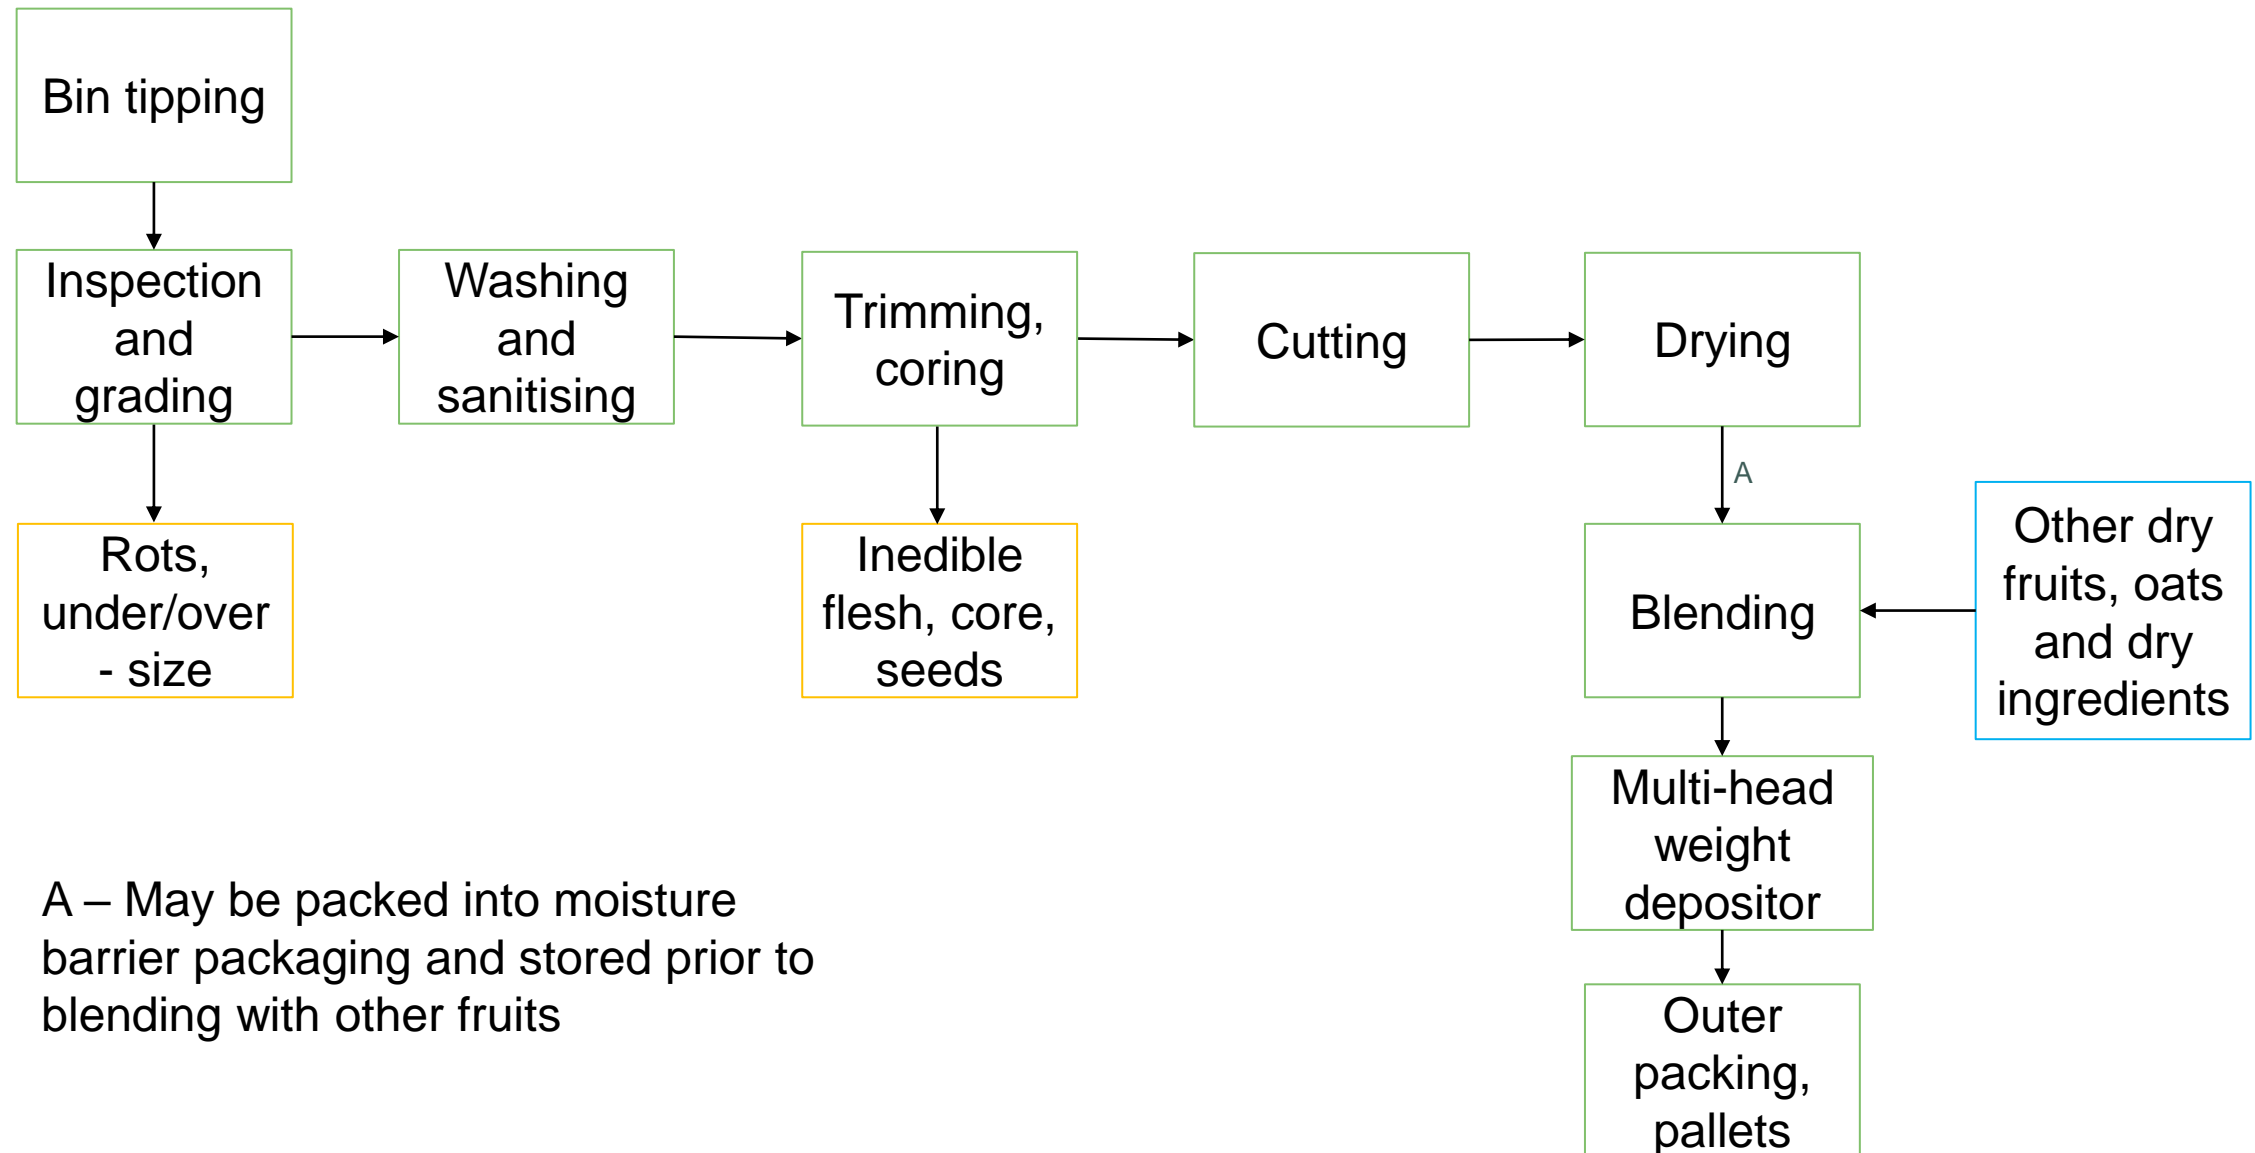 Bin tipping
Inspection
and
grading
Washing
and
sanitising
Trimming,
coring
Cutting
Drying
A
Rots,
under/over
- size
Inedible
flesh, core,
seeds
Blending
Other dry
fruits, oats
and dry
ingredients
Multi-head
weight
depositor
A – May be packed into moisture
barrier packaging and stored prior to
blending with other fruits
Outer
packing,
pallets